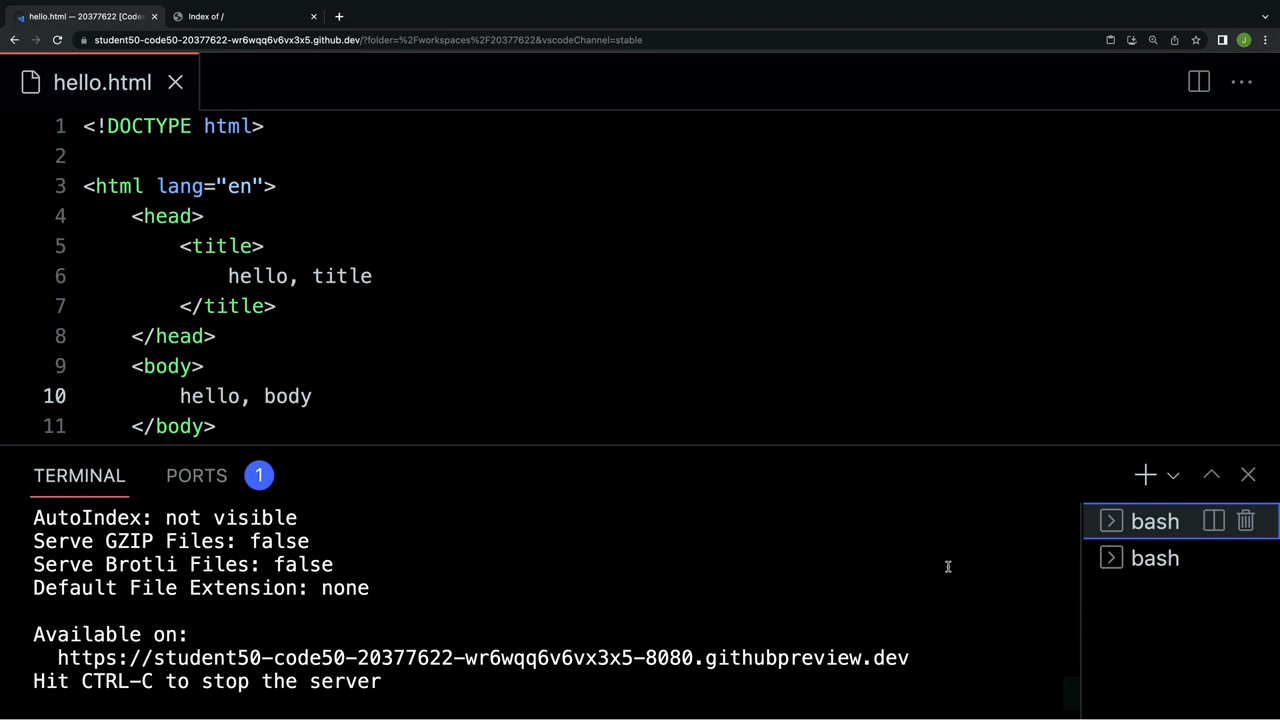 hello.html — 20377622 [Codes
Index of /
student50-code50-20377622-wr6wqq6v6vx3x5.github.dev/?folder=%2Fworkspaces%2F20377622&vscodeChannel=stable
J
hello.html
1 <!DOCTYPE html>
2
3 <html lang="en">
4     <head>
5         <title>
6             hello, title
7         </title>
8     </head>
9     <body>
10         hello, body
11     </body>
TERMINAL PORTS 1
AutoIndex: not visible
Serve GZIP Files: false
Serve Brotli Files: false
Default File Extension: none
Available on:
  https://student50-code50-20377622-wr6wqq6v6vx3x5-8080.githubpreview.dev
Hit CTRL-C to stop the server
bash
bash